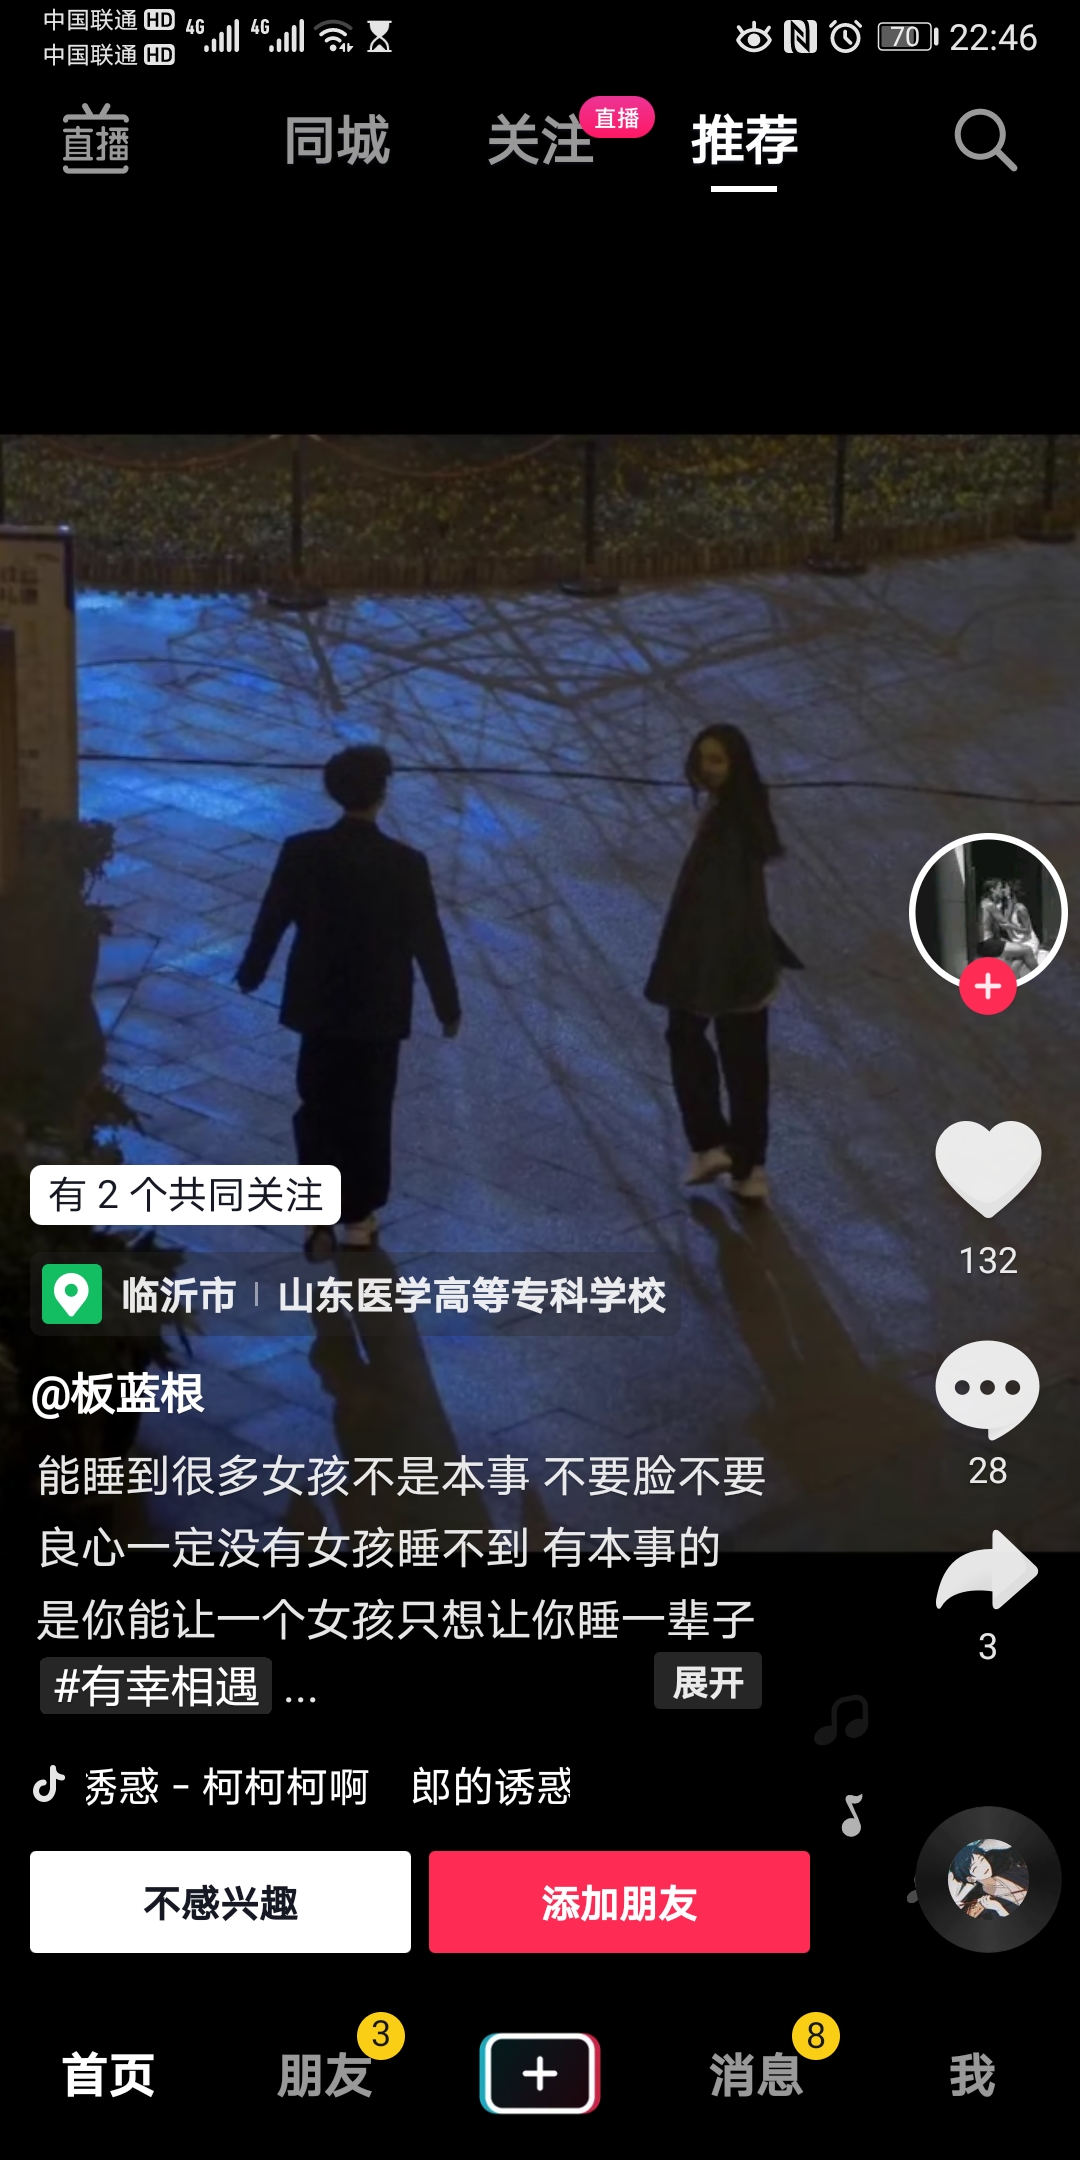 中国联通 HD 4G 4G 70 22:46
中国联通 HD
直播 同城 关注 直播 推荐
有 2 个共同关注
临沂市 | 山东医学高等专科学校
132
@板蓝根
28
能睡到很多女孩不是本事 不要脸不要
良心一定没有女孩睡不到 有本事的
是你能让一个女孩只想让你睡一辈子
3
#有幸相遇 ... 展开
诱惑 - 柯柯柯啊 郎的诱惑
不感兴趣 添加朋友
首页 朋友 3 消息 8 我